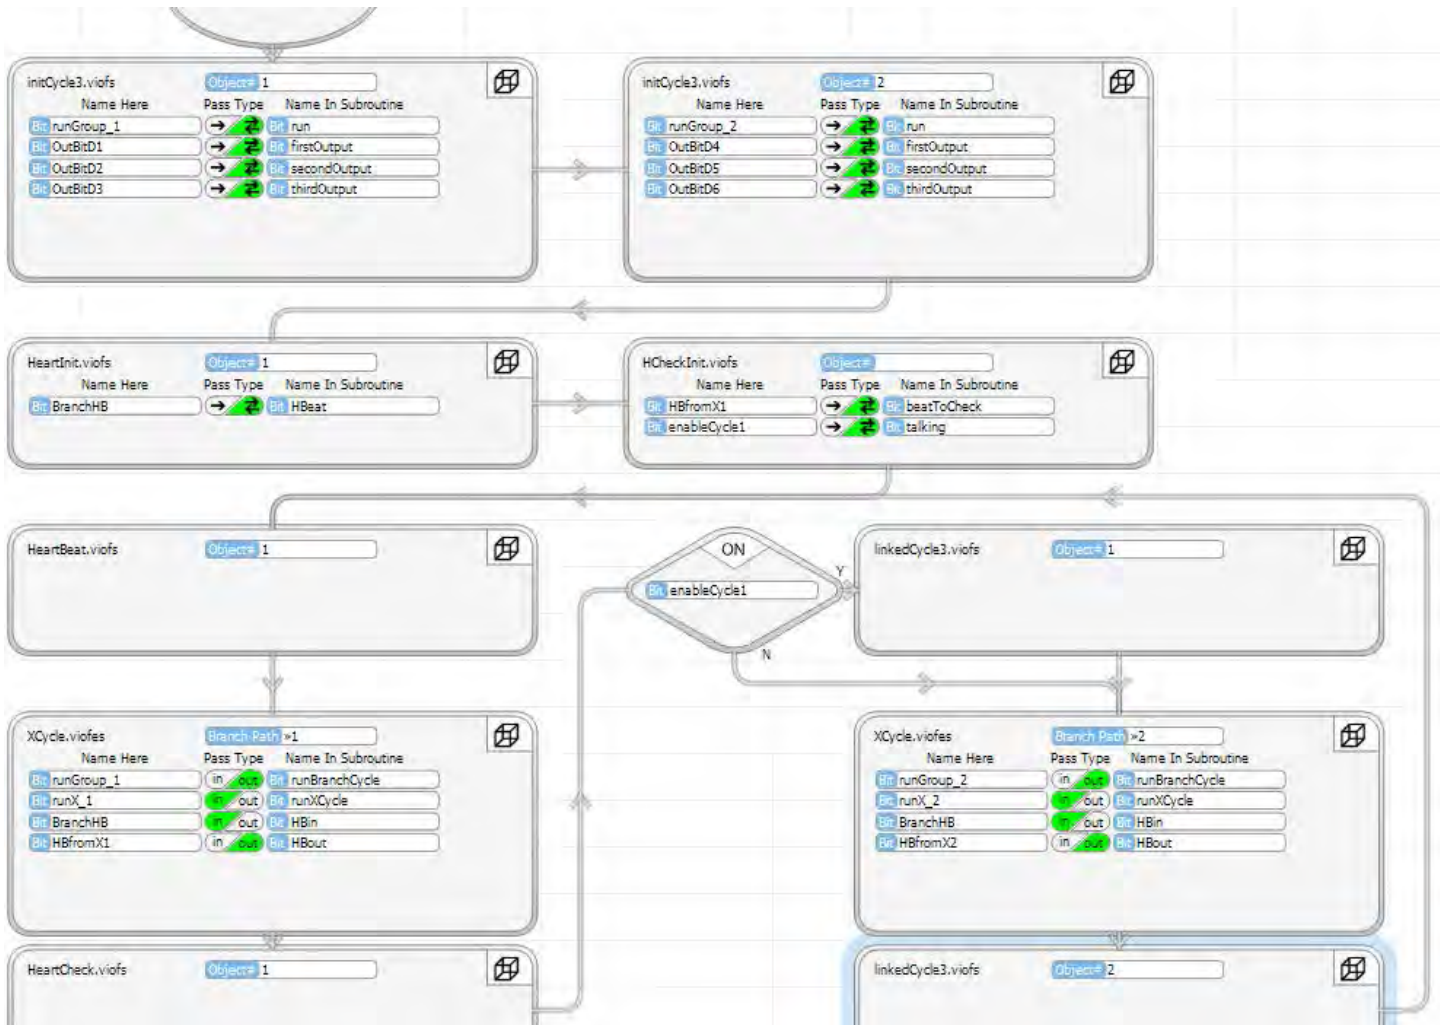 initCycle3.viofs Object# 1
Name Here Pass Type Name In Subroutine
Bit runGroup_1 Bit run
Bit OutBitD1 Bit firstOutput
Bit OutBitD2 Bit secondOutput
Bit OutBitD3 Bit thirdOutput
initCycle3.viofs Object# 2
Name Here Pass Type Name In Subroutine
Bit runGroup_2 Bit run
Bit OutBitD4 Bit firstOutput
Bit OutBitD5 Bit secondOutput
Bit OutBitD6 Bit thirdOutput
HeartInit.viofs Object# 1
Name Here Pass Type Name In Subroutine
Bit BranchHB Bit HBeat
HCheckInit.viofs Object#
Name Here Pass Type Name In Subroutine
Bit HBfromX1 Bit beatToCheck
Bit enableCycle1 Bit talking
HeartBeat.viofs Object# 1
ON
Bit enableCycle1
Y
N
linkedCycle3.viofs Object# 1
XCycle.viofes Branch Path »1
Name Here Pass Type Name In Subroutine
Bit runGroup_1 in out Bit runBranchCycle
Bit runX_1 in out Bit runXCycle
Bit BranchHB in out Bit HBin
Bit HBfromX1 in out Bit HBout
XCycle.viofes Branch Path »2
Name Here Pass Type Name In Subroutine
Bit runGroup_2 in out Bit runBranchCycle
Bit runX_2 in out Bit runXCycle
Bit BranchHB in out Bit HBin
Bit HBfromX2 in out Bit HBout
HeartCheck.viofs Object# 1
linkedCycle3.viofs Object# 2